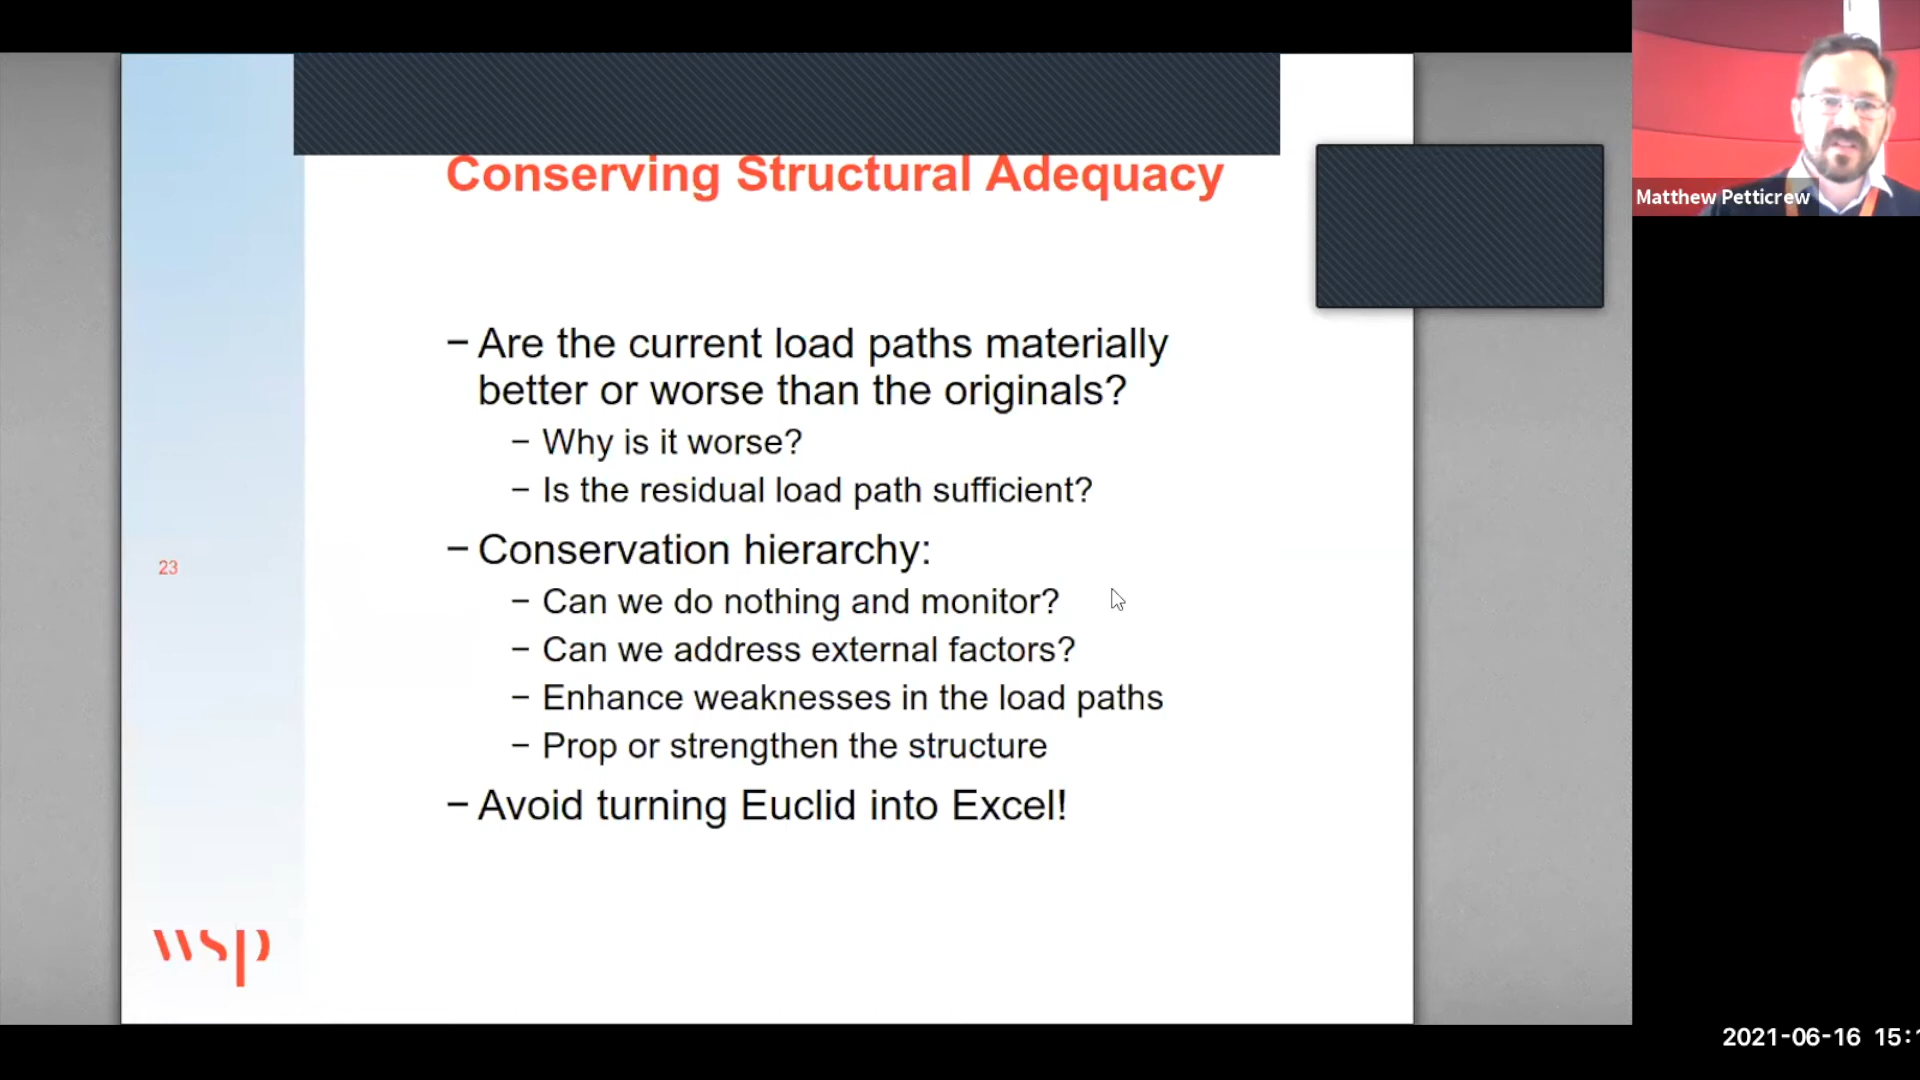 Conserving Structural Adequacy
Matthew Petticrew
– Are the current load paths materially
better or worse than the originals?
– Why is it worse?
– Is the residual load path sufficient?
– Conservation hierarchy:
23
– Can we do nothing and monitor?
– Can we address external factors?
– Enhance weaknesses in the load paths
– Prop or strengthen the structure
– Avoid turning Euclid into Excel!
wsp
2021-06-16 15:1